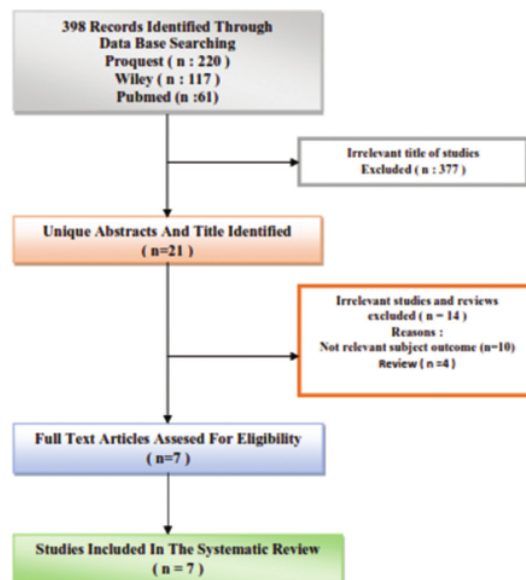 398 Records Identified Through
Data Base Searching
Proquest ( n : 220 )
Wiley ( n : 117 )
Pubmed (n :61)
Irrelevant title of studies
Excluded ( n : 377 )
Unique Abstracts And Title Identified
( n=21 )
Irrelevant studies and reviews
excluded ( n = 14 )
Reasons :
Not relevant subject outcome (n=10)
Review ( n =4 )
Full Text Articles Assesed For Eligibility
( n=7 )
Studies Included In The Systematic Review
( n = 7 )